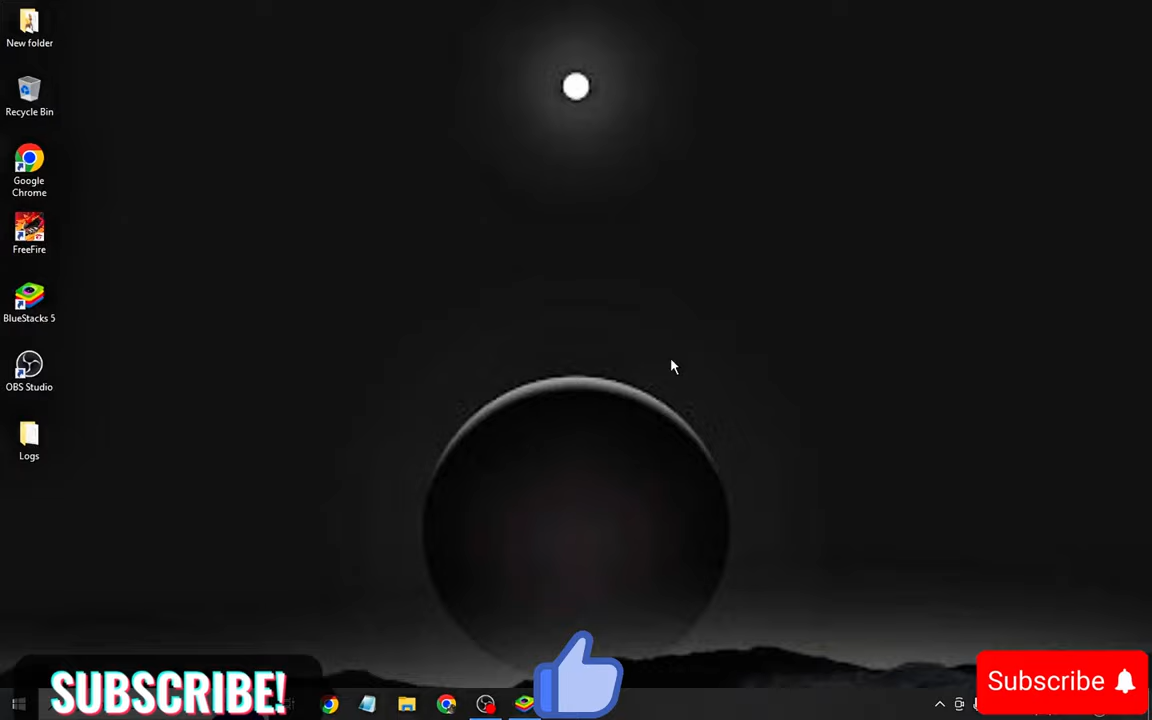 New folder
Recycle Bin
Google
Chrome
FreeFire
BlueStacks 5
OBS Studio
Logs
SUBSCRIBE!
Subscribe